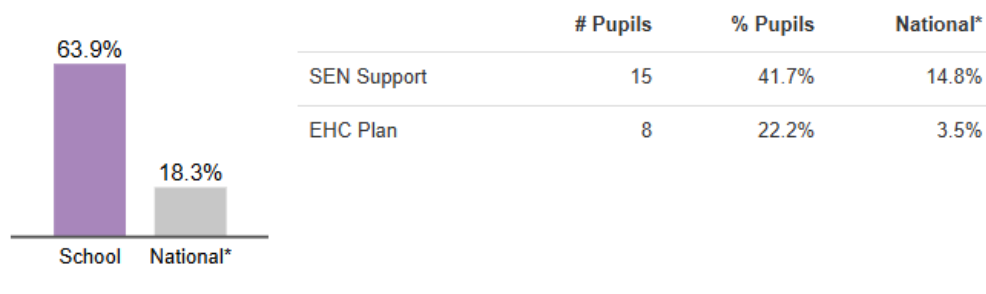 63.9%
18.3%
School National*
# Pupils % Pupils National*
SEN Support 15 41.7% 14.8%
EHC Plan 8 22.2% 3.5%